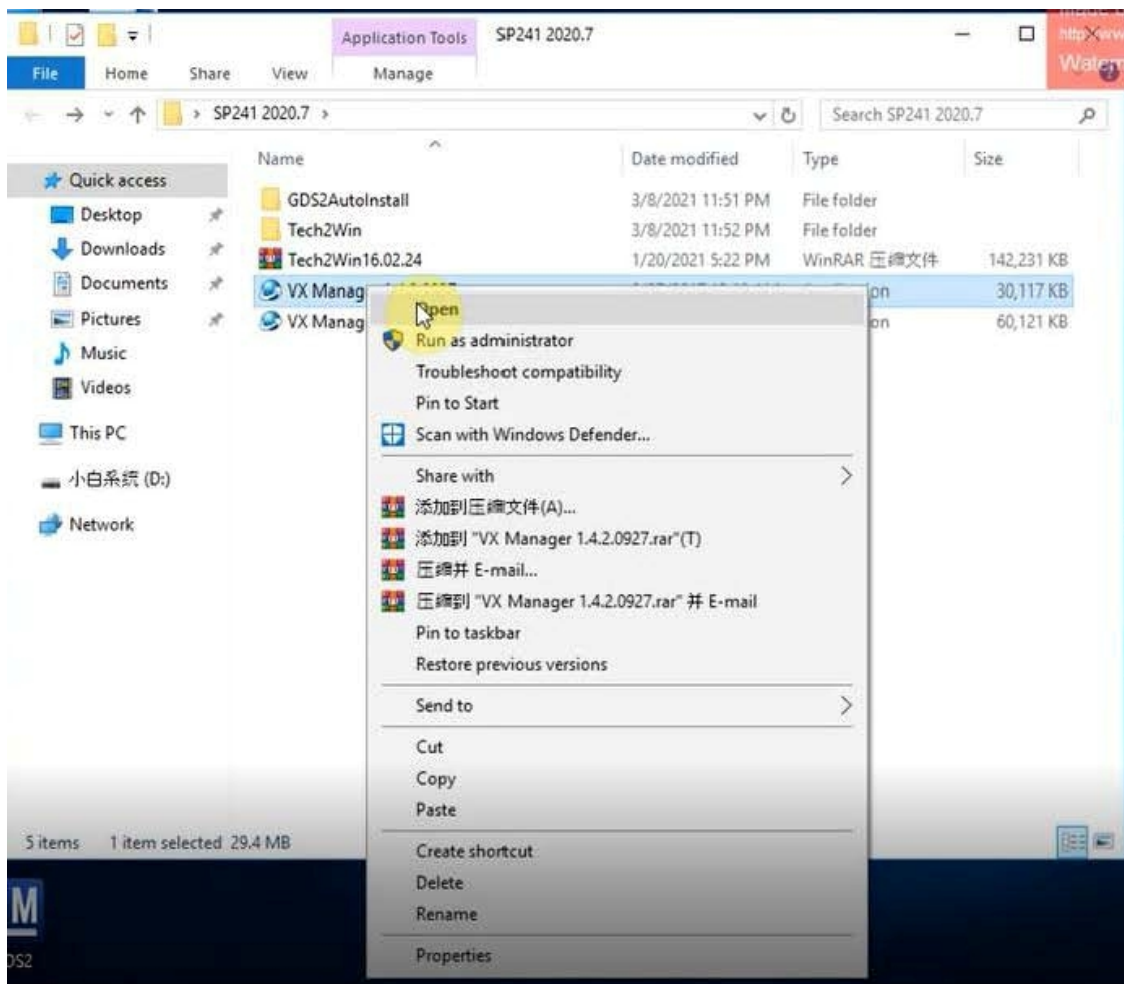 Application Tools
SP241 2020.7
File
Home
Share
View
Manage
SP241 2020.7
Search SP241 2020.7
Name
Date modified
Type
Size
Quick access
Desktop
Downloads
Documents
Pictures
Music
Videos
This PC
小白系统 (D:)
Network
GDS2AutoInstall 3/8/2021 11:51 PM File folder
Tech2Win 3/8/2021 11:52 PM File folder
Tech2Win16.02.24 1/20/2021 5:22 PM WinRAR 压缩文件 142,231 KB
VX Manag 30,117 KB
VX Manag 60,121 KB
Open
Run as administrator
Troubleshoot compatibility
Pin to Start
Scan with Windows Defender...
Share with
添加到压缩文件(A)...
添加到 "VX Manager 1.4.2.0927.rar"(T)
压缩并 E-mail...
压缩到 "VX Manager 1.4.2.0927.rar" 并 E-mail
Pin to taskbar
Restore previous versions
Send to
Cut
Copy
Paste
Create shortcut
Delete
Rename
Properties
5 items 1 item selected 29.4 MB